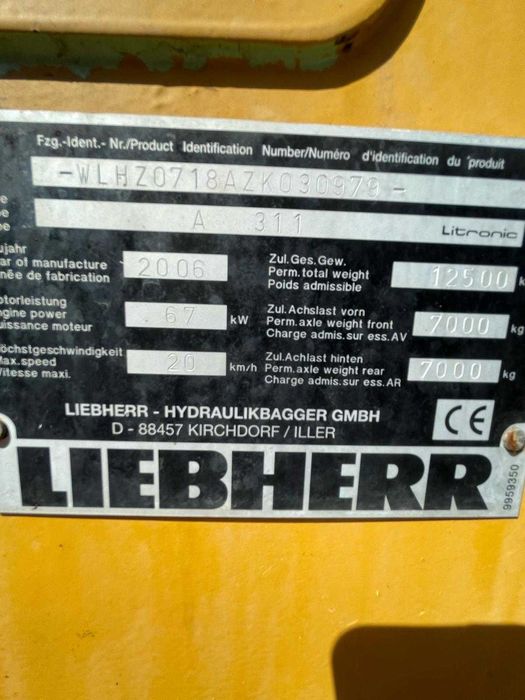 Fzg.-Ident.- Nr./Product Identification Number/Numéro d'identification du produit
-WLHZ0718AZK030979-
A 311 Litronic
ujahr
ar of manufacture
née de fabrication
2006
Zul.Ges.Gew.
Perm.total weight
Poids admissible
12500 k
otorleistung
ngine power
uissance moteur
67 kW
Zul. Achslast vorn
Perm.axle weight front
Charge admis.sur ess.AV
7000 kg
öchstgeschwindigkeit
ax.speed
itesse maxi.
20 km/h
Zul.Achlast hinten
Perm.axle weight rear
Charge admis.sur ess.AR
7000 kg
LIEBHERR - HYDRAULIKBAGGER GMBH
D - 88457 KIRCHDORF / ILLER
CE
LIEBHERR
9959350